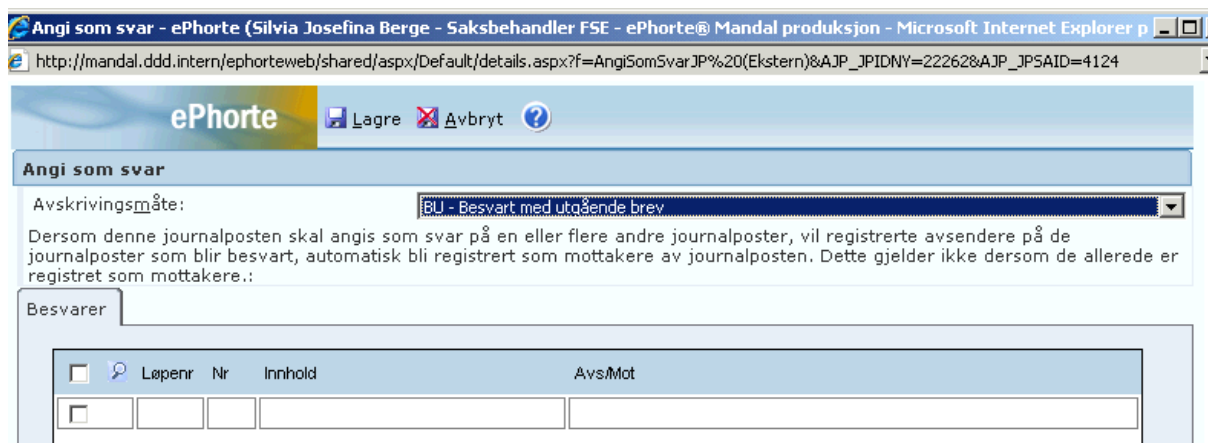 Angi som svar - ePhorte (Silvia Josefina Berge - Saksbehandler FSE - ePhorte® Mandal produksjon - Microsoft Internet Explorer p
http://mandal.ddd.intern/ephorteweb/shared/aspx/Default/details.aspx?f=AngiSomSvarJP%20(Ekstern)&AJP_JPIDNY=22262&AJP_JPSAID=4124
ePhorte Lagre Avbryt ?
Angi som svar
Avskrivingsmåte: BU - Besvart med utgående brev
Dersom denne journalposten skal angis som svar på en eller flere andre journalposter, vil registrerte avsendere på de
journalposter som blir besvart, automatisk bli registrert som mottakere av journalposten. Dette gjelder ikke dersom de allerede er
registret som mottakere.:
Besvarer
Løpenr Nr Innhold Avs/Mot